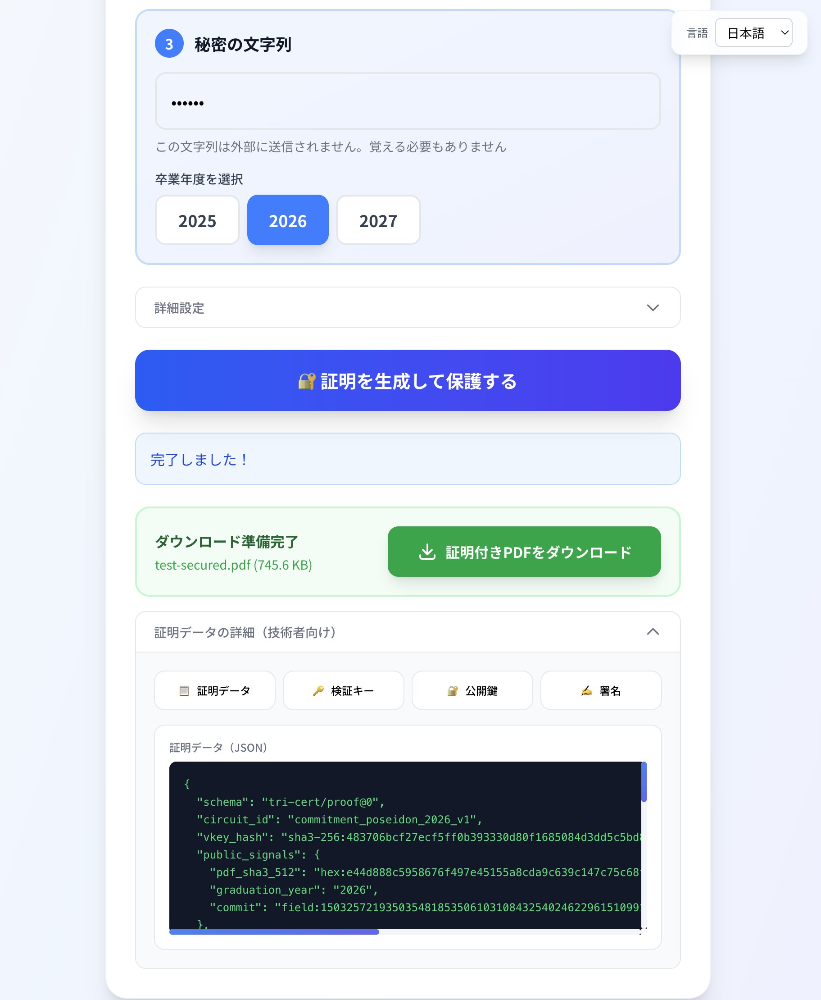 言語 日本語
3 秘密の文字列
••••••
この文字列は外部に送信されません。覚える必要もありません
卒業年度を選択
2025 2026 2027
詳細設定
🔐 証明を生成して保護する
完了しました！
ダウンロード準備完了
test-secured.pdf (745.6 KB)
証明付きPDFをダウンロード
証明データの詳細（技術者向け）
📋 証明データ 🔑 検証キー 🔐 公開鍵 ✍️ 署名
証明データ（JSON）
{
"schema": "tri-cert/proof@0",
"circuit_id": "commitment_poseidon_2026_v1",
"vkey_hash": "sha3-256:483706bcf27ecf5ff0b393330d80f1685084d3dd5c5bd8
"public_signals": {
"pdf_sha3_512": "hex:e44d888c5958676f497e45155a8cda9c639c147c75c68f
"graduation_year": "2026",
"commit": "field:1503257219350354818535061031084325402462296151099
},